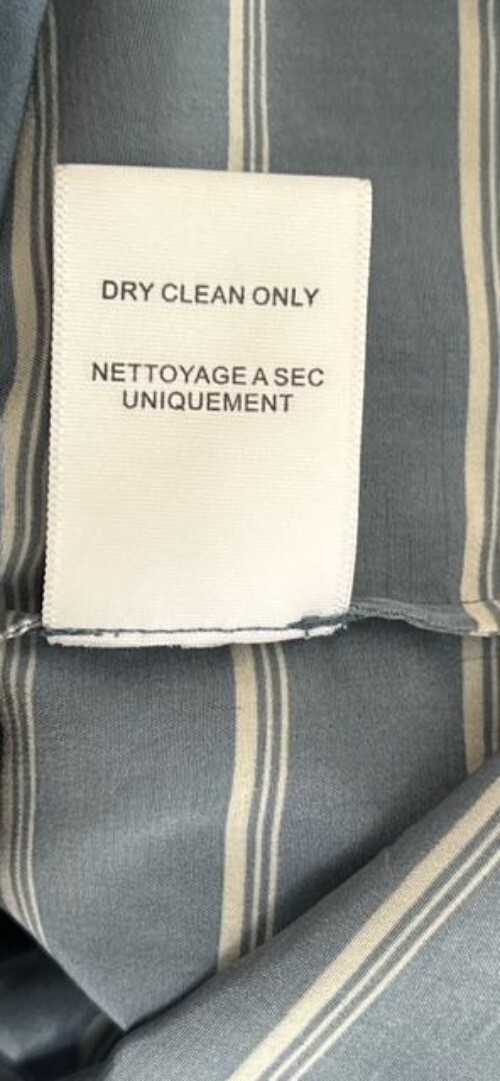 DRY CLEAN ONLY
NETTOYAGE A SEC
UNIQUEMENT